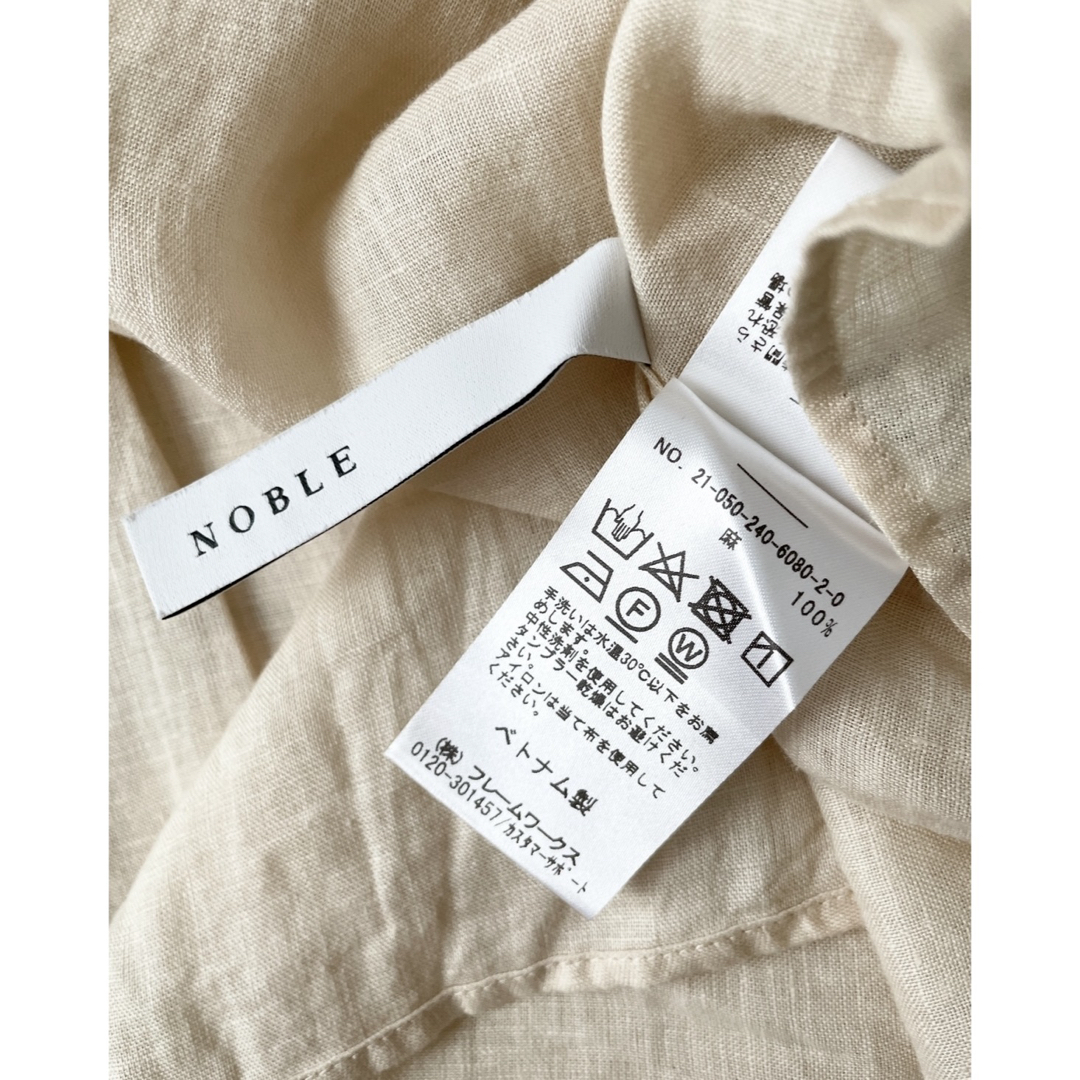 NOBLE
NO. 21-050-240-6080-2-0
麻 100%
F
W
手洗いは水温30℃以下をお薦
めします。
中性洗剤を使用してください。
タンブラー乾燥はお避けくだ
さい。
アイロンは当て布を使用して
ください。
ベトナム製
(株)フレームワークス
0120-301457/カスタマーサポート